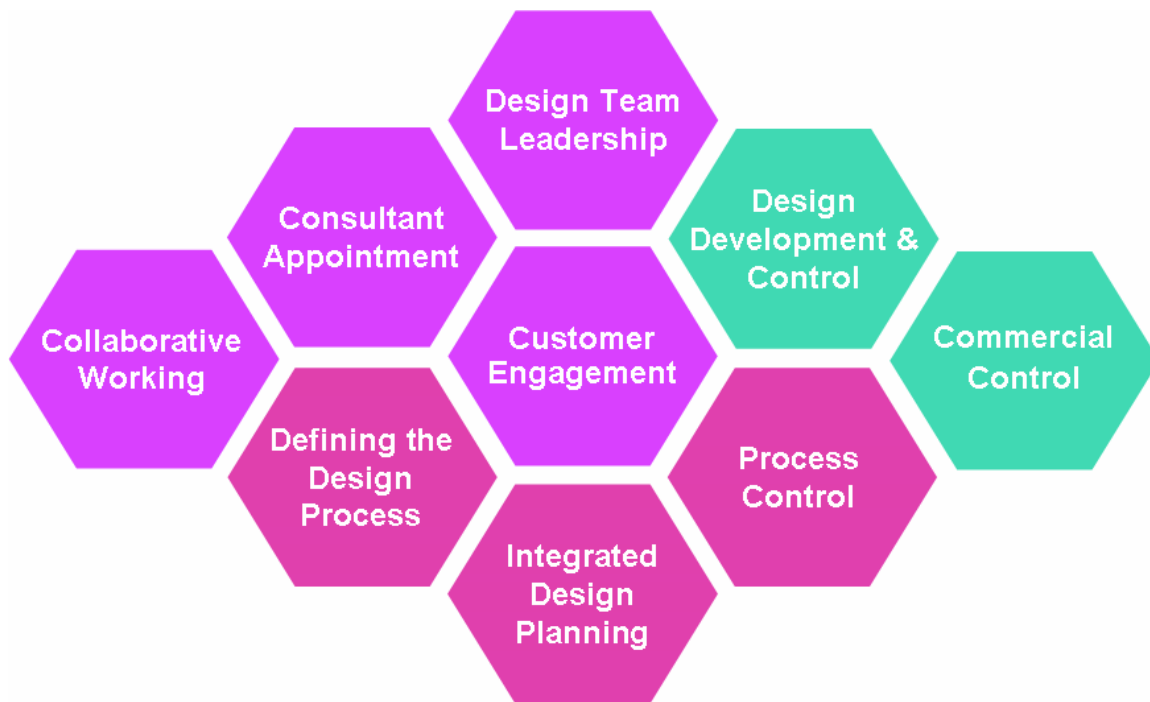 Design Team
Leadership
Consultant
Appointment
Design
Development &
Control
Collaborative
Working
Customer
Engagement
Commercial
Control
Defining the
Design
Process
Process
Control
Integrated
Design
Planning